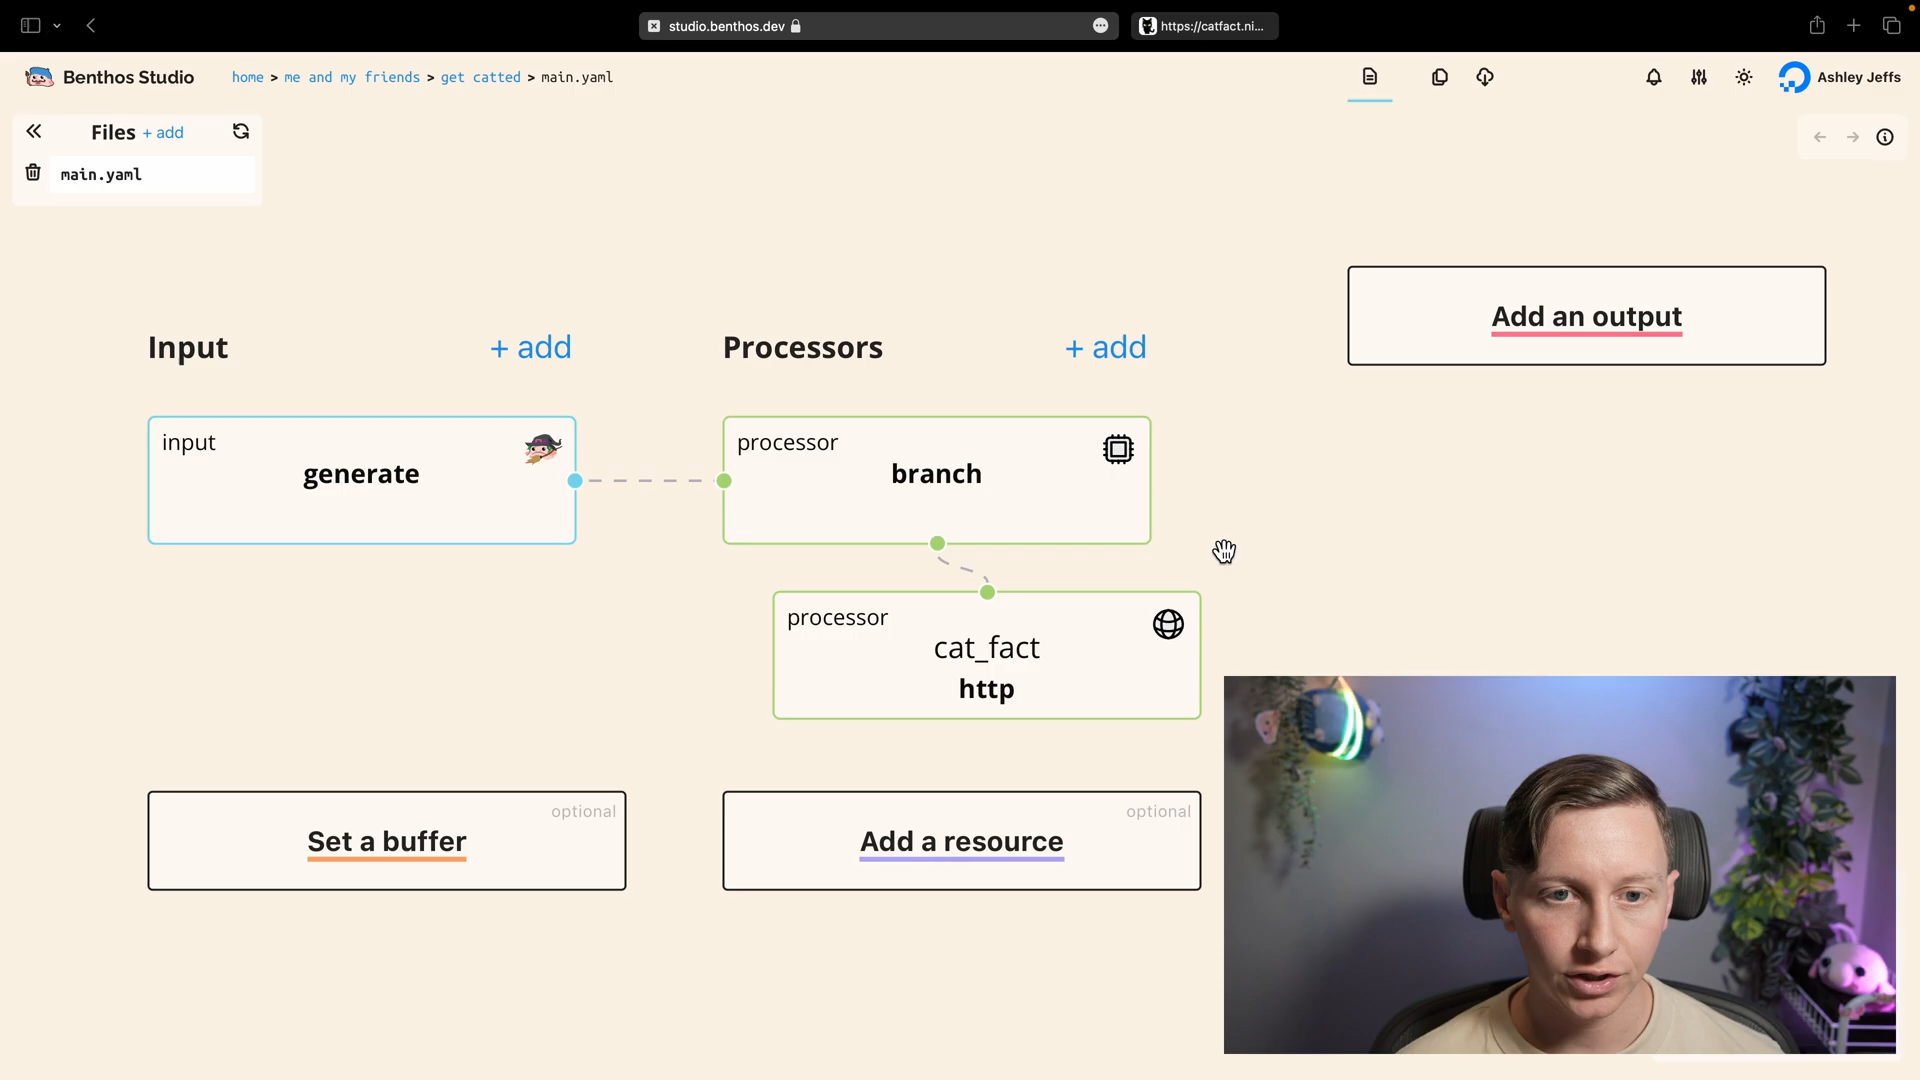 studio.benthos.dev
https://catfact.ni...
Benthos Studio
home > me and my friends > get catted > main.yaml
Ashley Jeffs
Files + add
main.yaml
Add an output
Input + add
Processors + add
input
generate
processor
branch
processor
cat_fact
http
optional
Set a buffer
optional
Add a resource